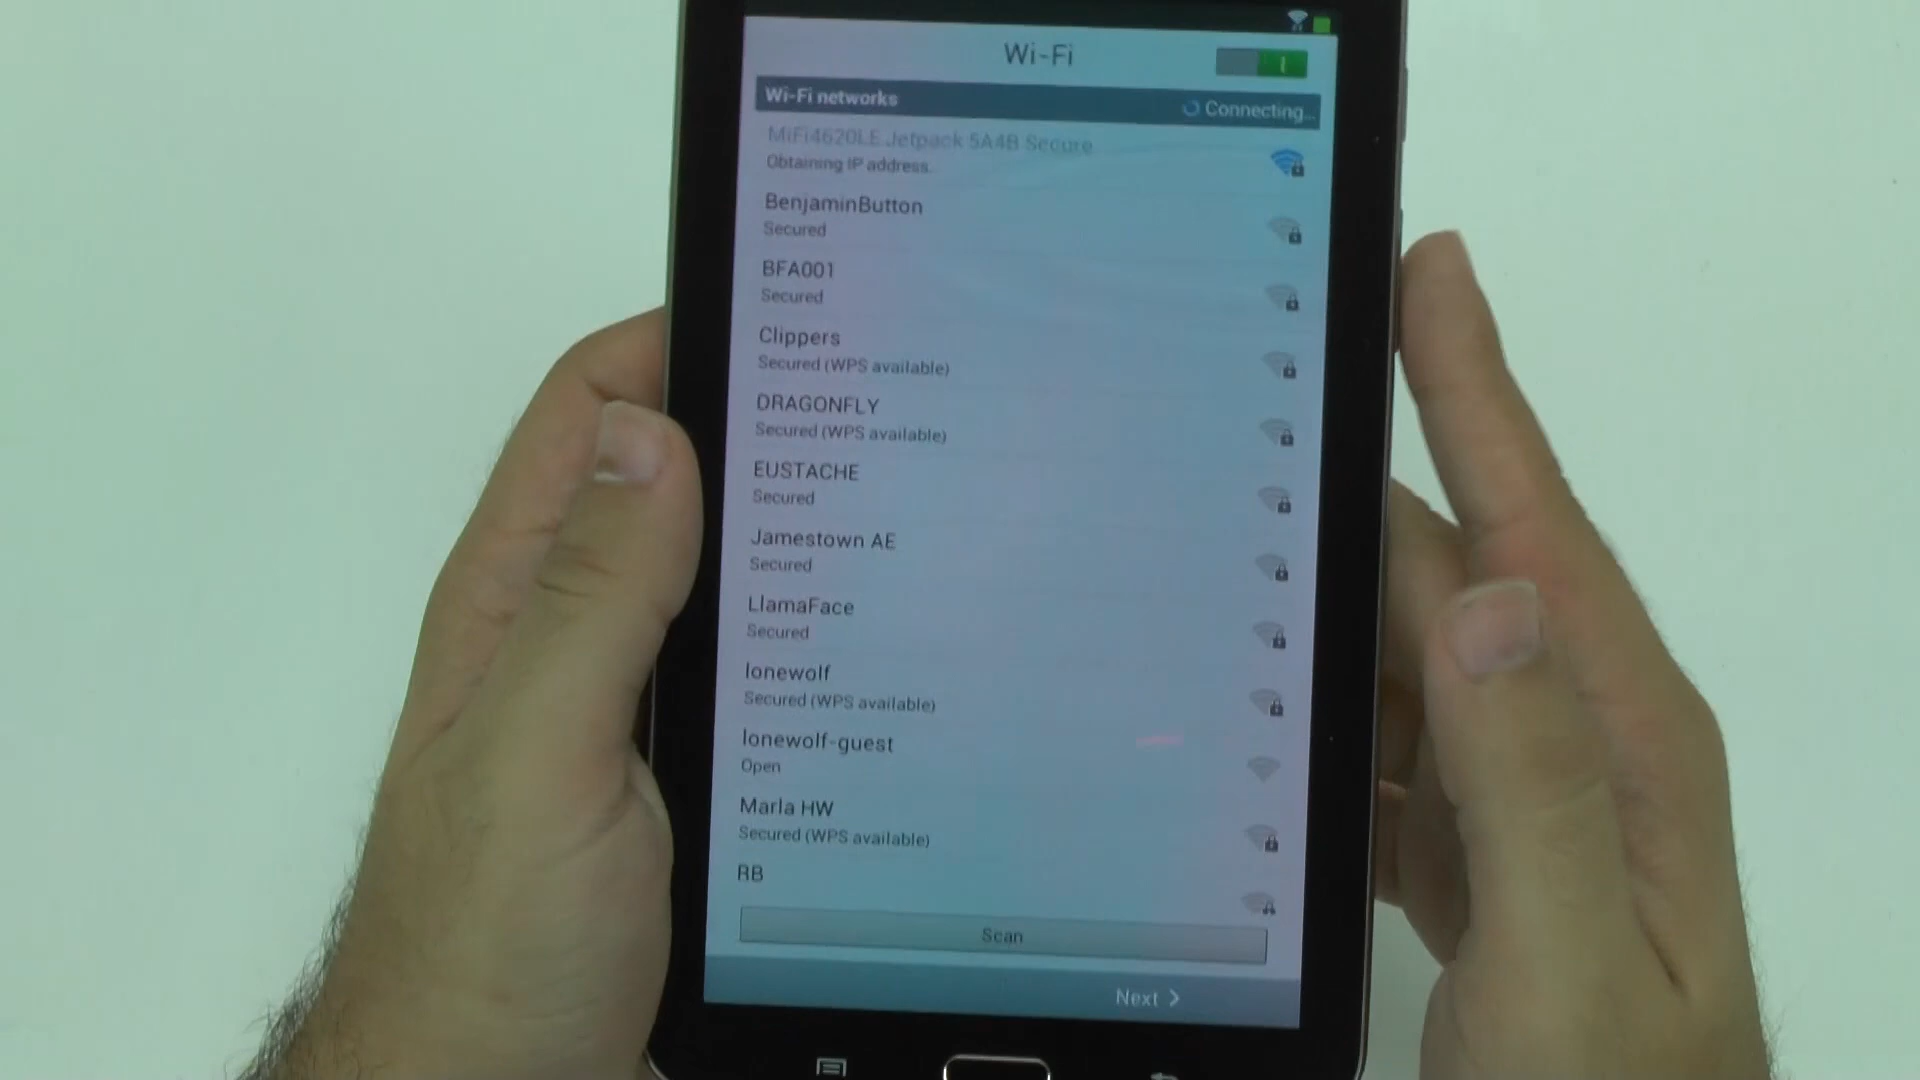 Wi-Fi
Wi-Fi networks
Connecting...
MiFi4620LE Jetpack 5A4B Secure
Obtaining IP address.
BenjaminButton
Secured
BFA001
Secured
Clippers
Secured (WPS available)
DRAGONFLY
Secured (WPS available)
EUSTACHE
Secured
Jamestown AE
Secured
LlamaFace
Secured
lonewolf
Secured (WPS available)
lonewolf-guest
Open
Marla HW
Secured (WPS available)
RB
Scan
Next >